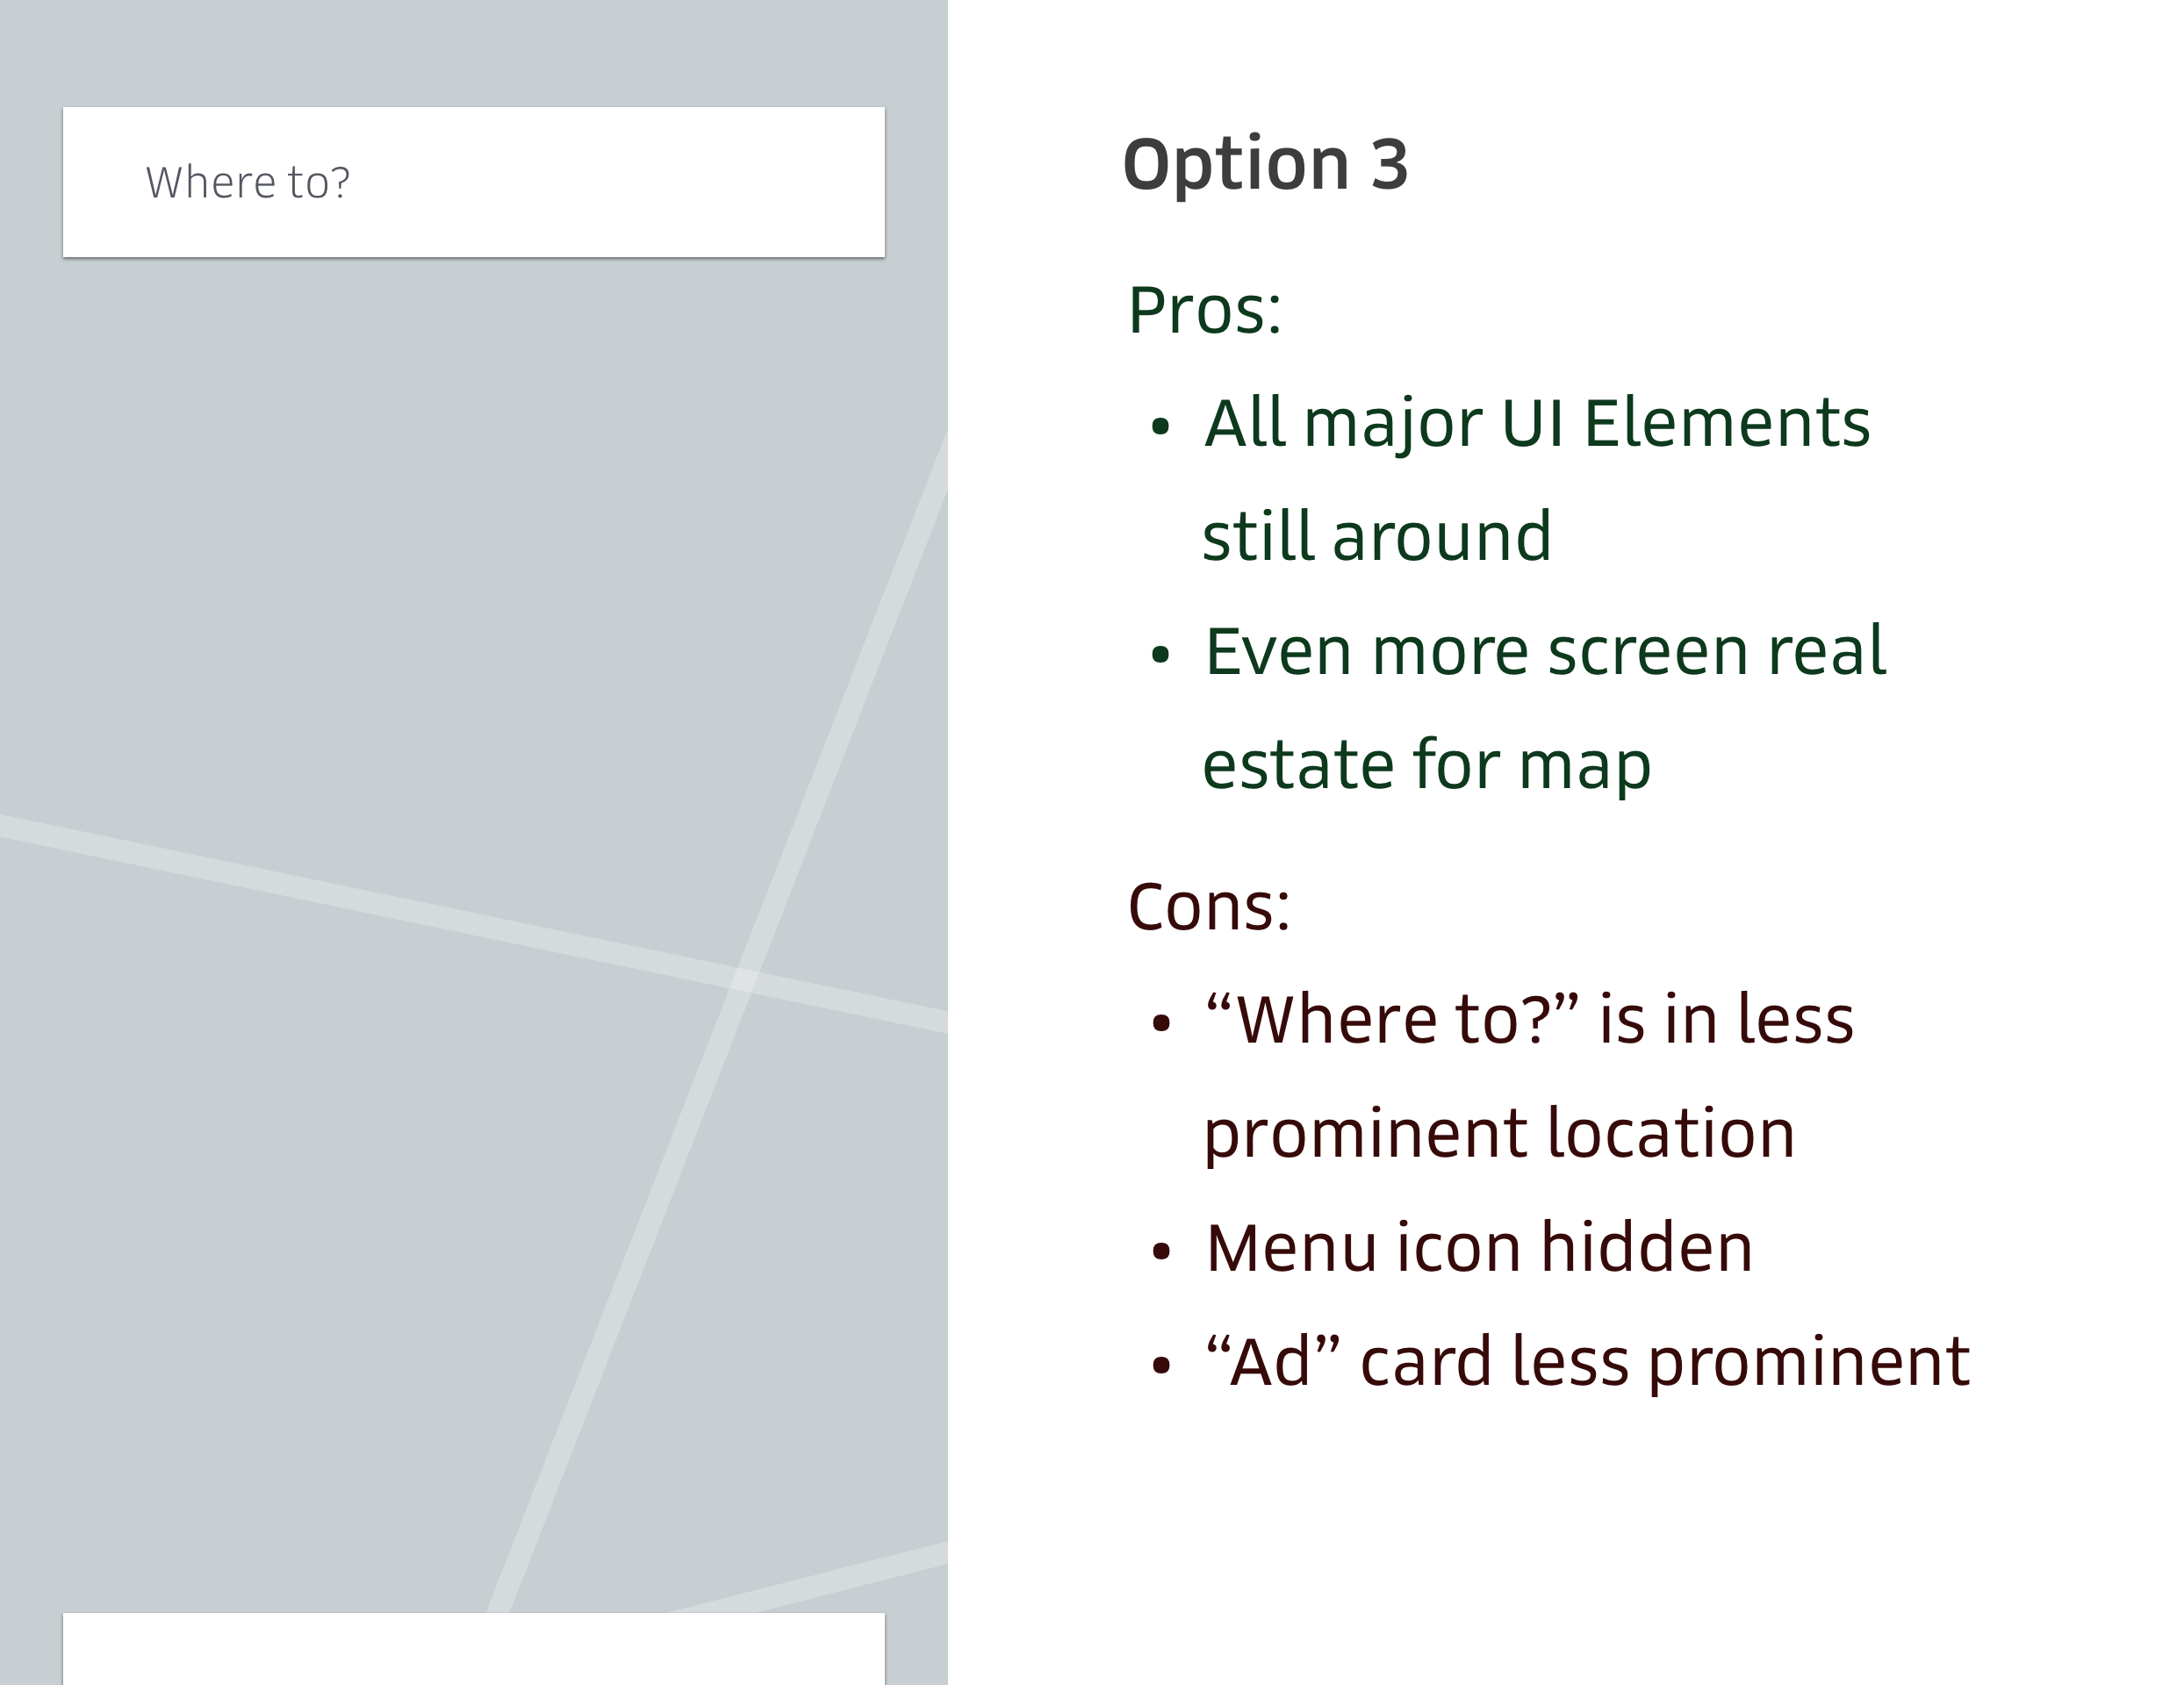 Where to?
Option 3
Pros:
• All major UI Elements
still around
• Even more screen real
estate for map
Cons:
• “Where to?” is in less
prominent location
• Menu icon hidden
• “Ad” card less prominent